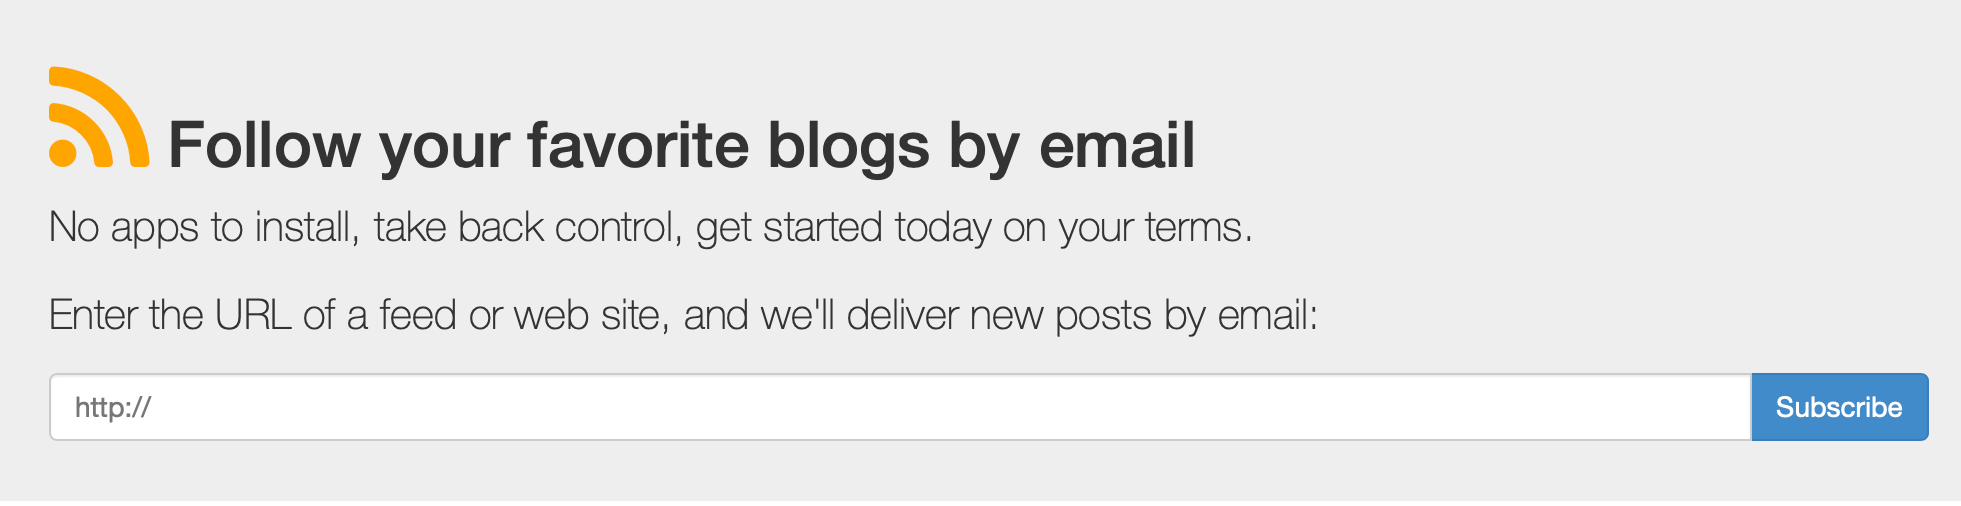 Follow your favorite blogs by email
No apps to install, take back control, get started today on your terms.
Enter the URL of a feed or web site, and we'll deliver new posts by email:
http://
Subscribe